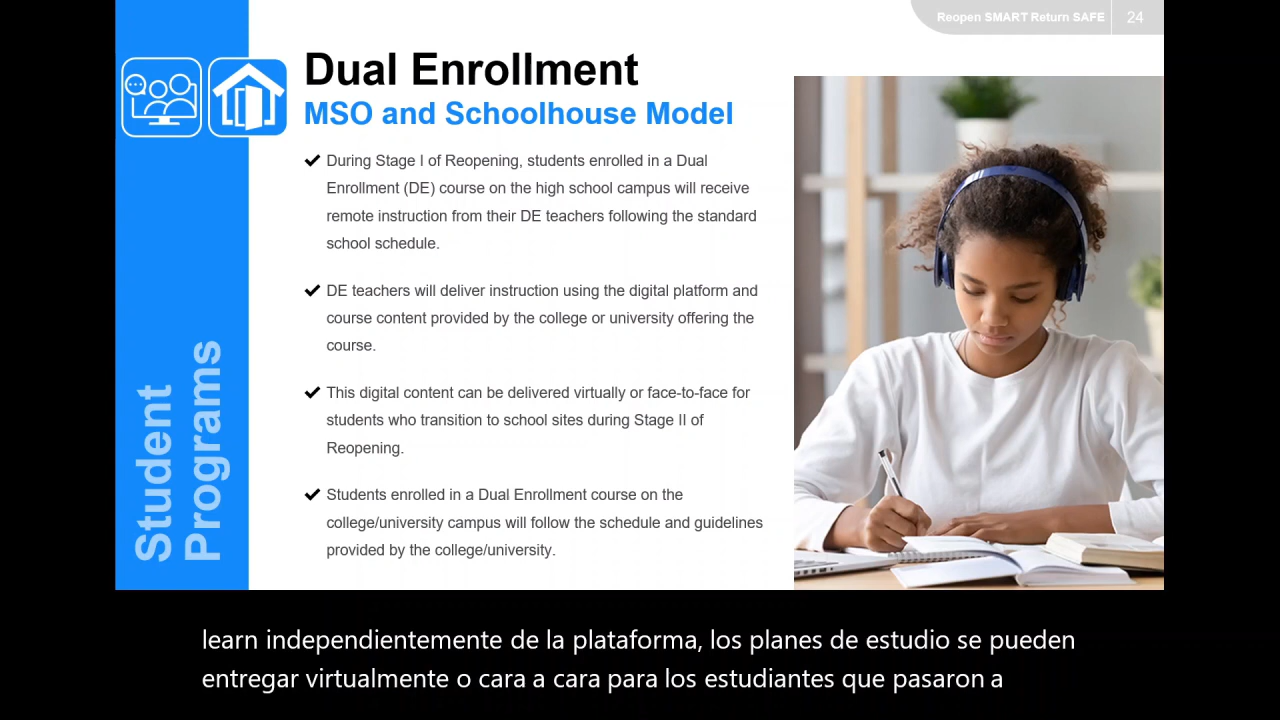 Reopen SMART Return SAFE 24
Dual Enrollment
MSO and Schoolhouse Model
During Stage I of Reopening, students enrolled in a Dual
Enrollment (DE) course on the high school campus will receive
remote instruction from their DE teachers following the standard
school schedule.
DE teachers will deliver instruction using the digital platform and
course content provided by the college or university offering the
course.
This digital content can be delivered virtually or face-to-face for
students who transition to school sites during Stage II of
Reopening.
Students enrolled in a Dual Enrollment course on the
college/university campus will follow the schedule and guidelines
provided by the college/university.
Student
Programs
learn independientemente de la plataforma, los planes de estudio se pueden
entregar virtualmente o cara a cara para los estudiantes que pasaron a